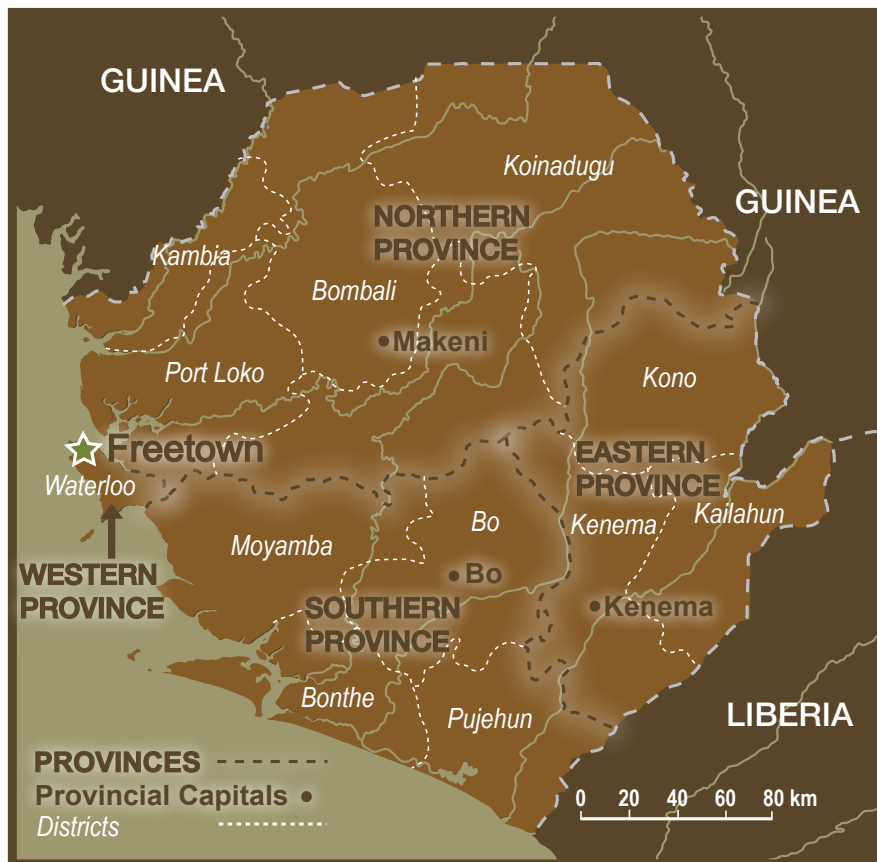 GUINEA
Koinadugu
GUINEA
NORTHERN
PROVINCE
Kambia
Bombali
Makeni
Port Loko
Kono
Freetown
EASTERN
PROVINCE
Waterloo
Kailahun
Bo
Kenema
Moyamba
WESTERN
PROVINCE
Bo
Kenema
SOUTHERN
PROVINCE
Bonthe
Pujehun
LIBERIA
PROVINCES
Provincial Capitals
Districts
0 20 40 60 80 km